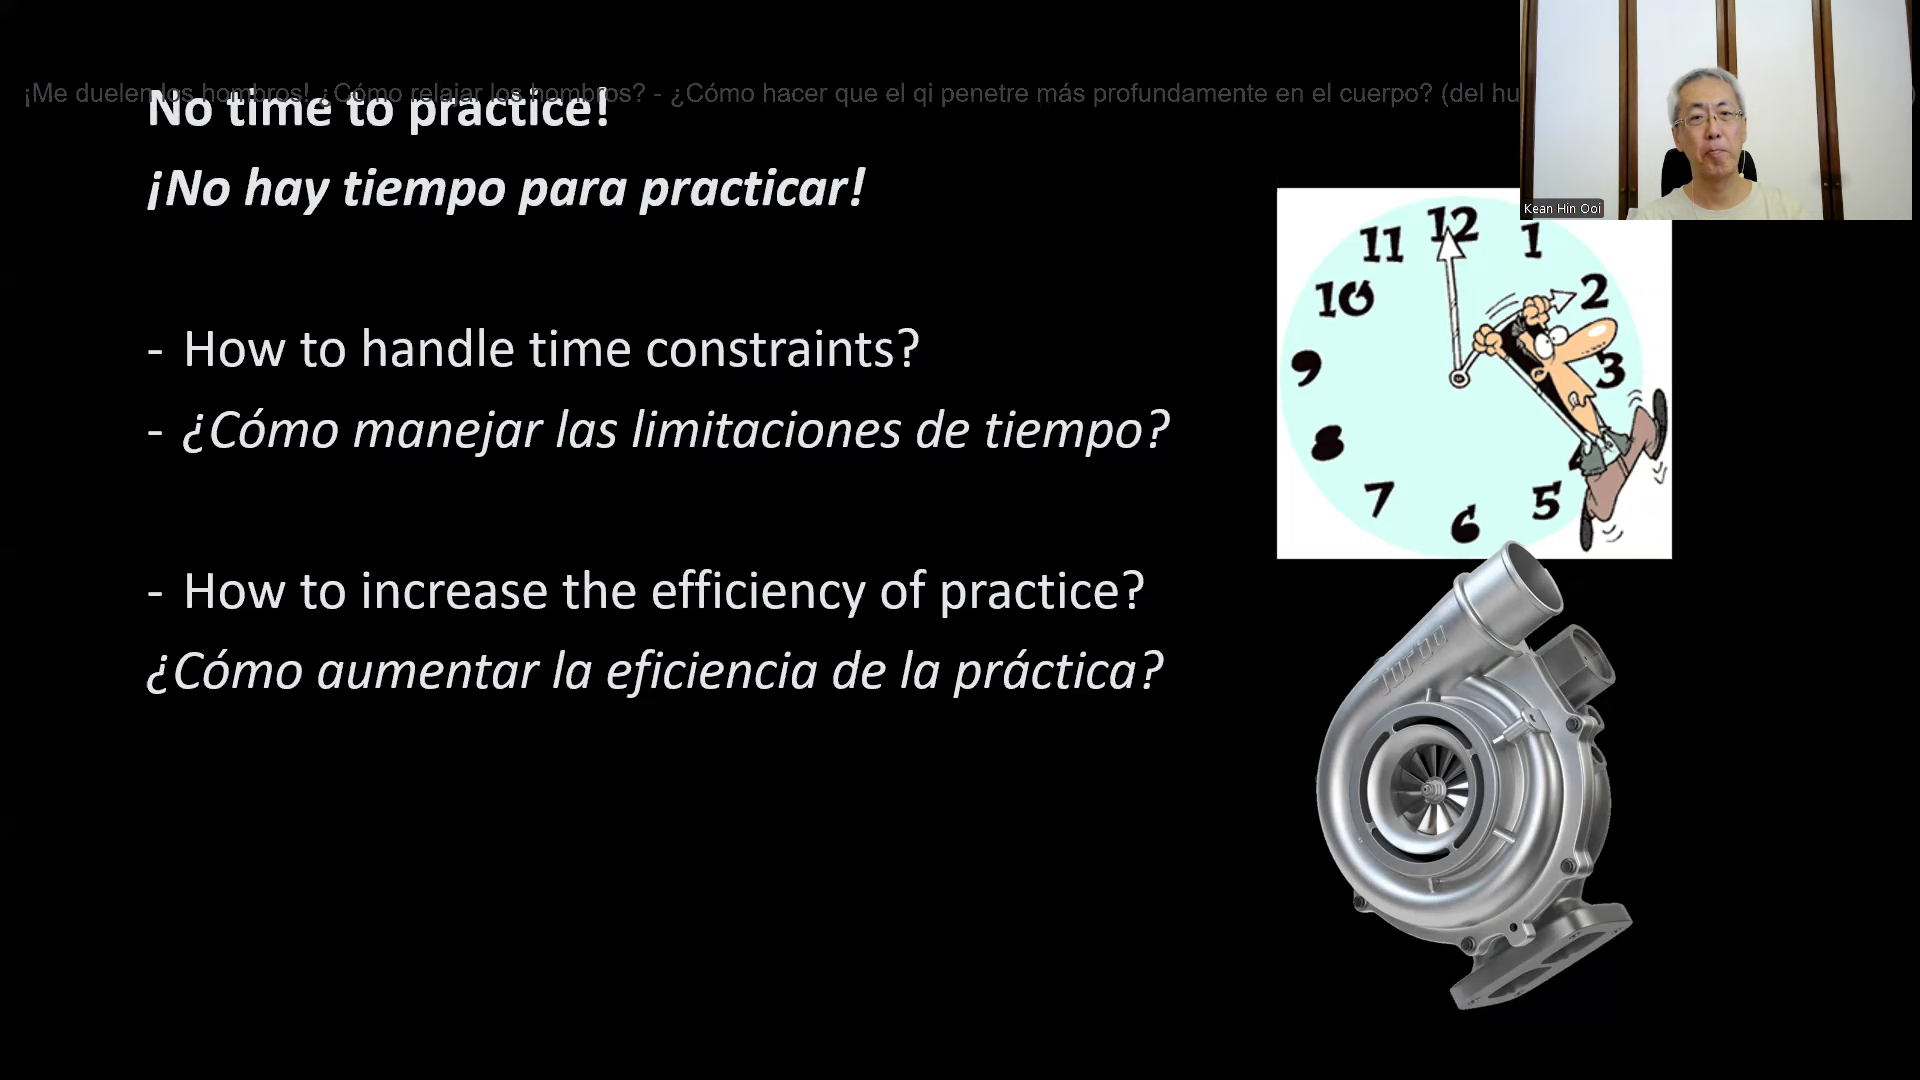 ¡Me duelen los hombros! ¿Cómo relajar los hombros? - ¿Cómo hacer que el qi penetre más profundamente en el cuerpo? (del hu
No time to practice!
¡No hay tiempo para practicar!
- How to handle time constraints?
- ¿Cómo manejar las limitaciones de tiempo?
- How to increase the efficiency of practice?
¿Cómo aumentar la eficiencia de la práctica?
Kean Hin Ooi
12
1
2
3
5
6
7
8
9
10
11
Turbo